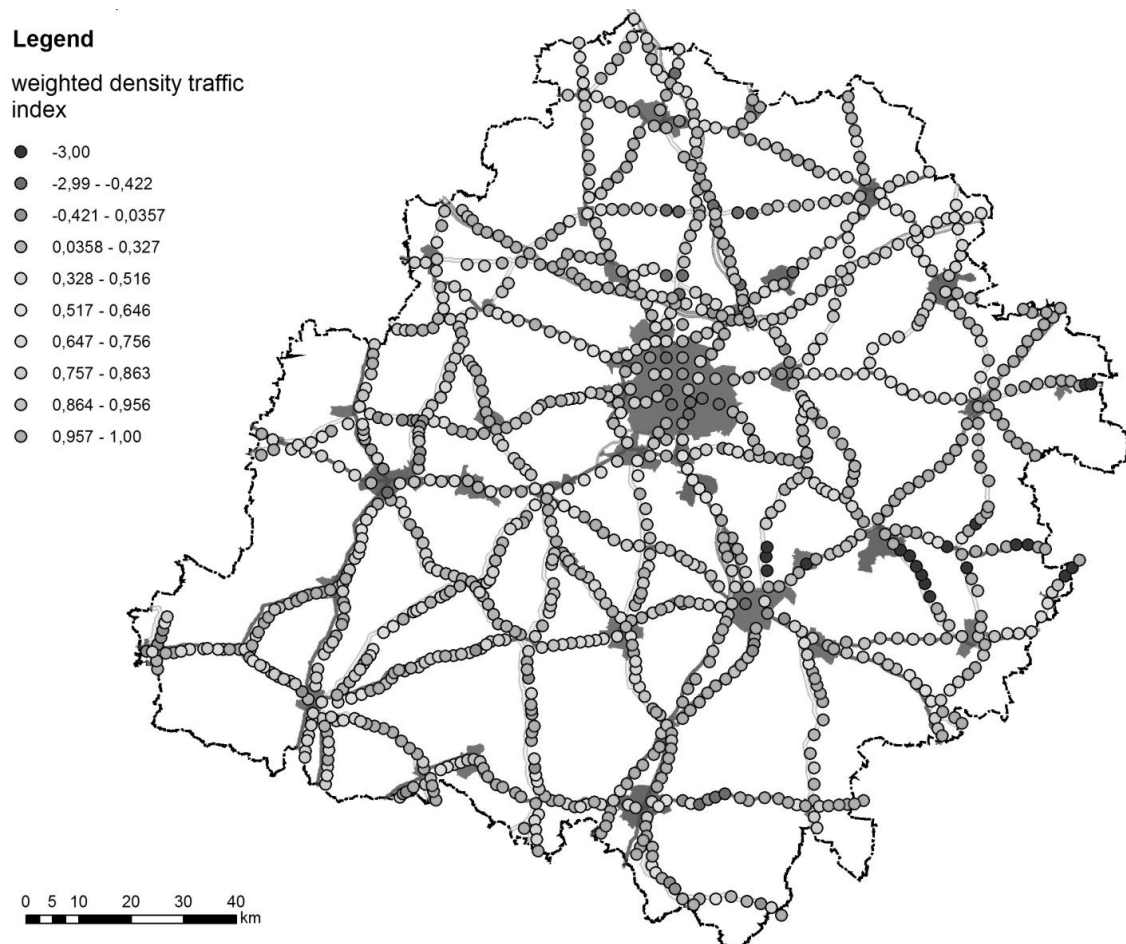 Legend
weighted density traffic
index
-3,00
-2,99 - -0,422
-0,421 - 0,0357
0,0358 - 0,327
0,328 - 0,516
0,517 - 0,646
0,647 - 0,756
0,757 - 0,863
0,864 - 0,956
0,957 - 1,00
0 5 10 20 30 40
km